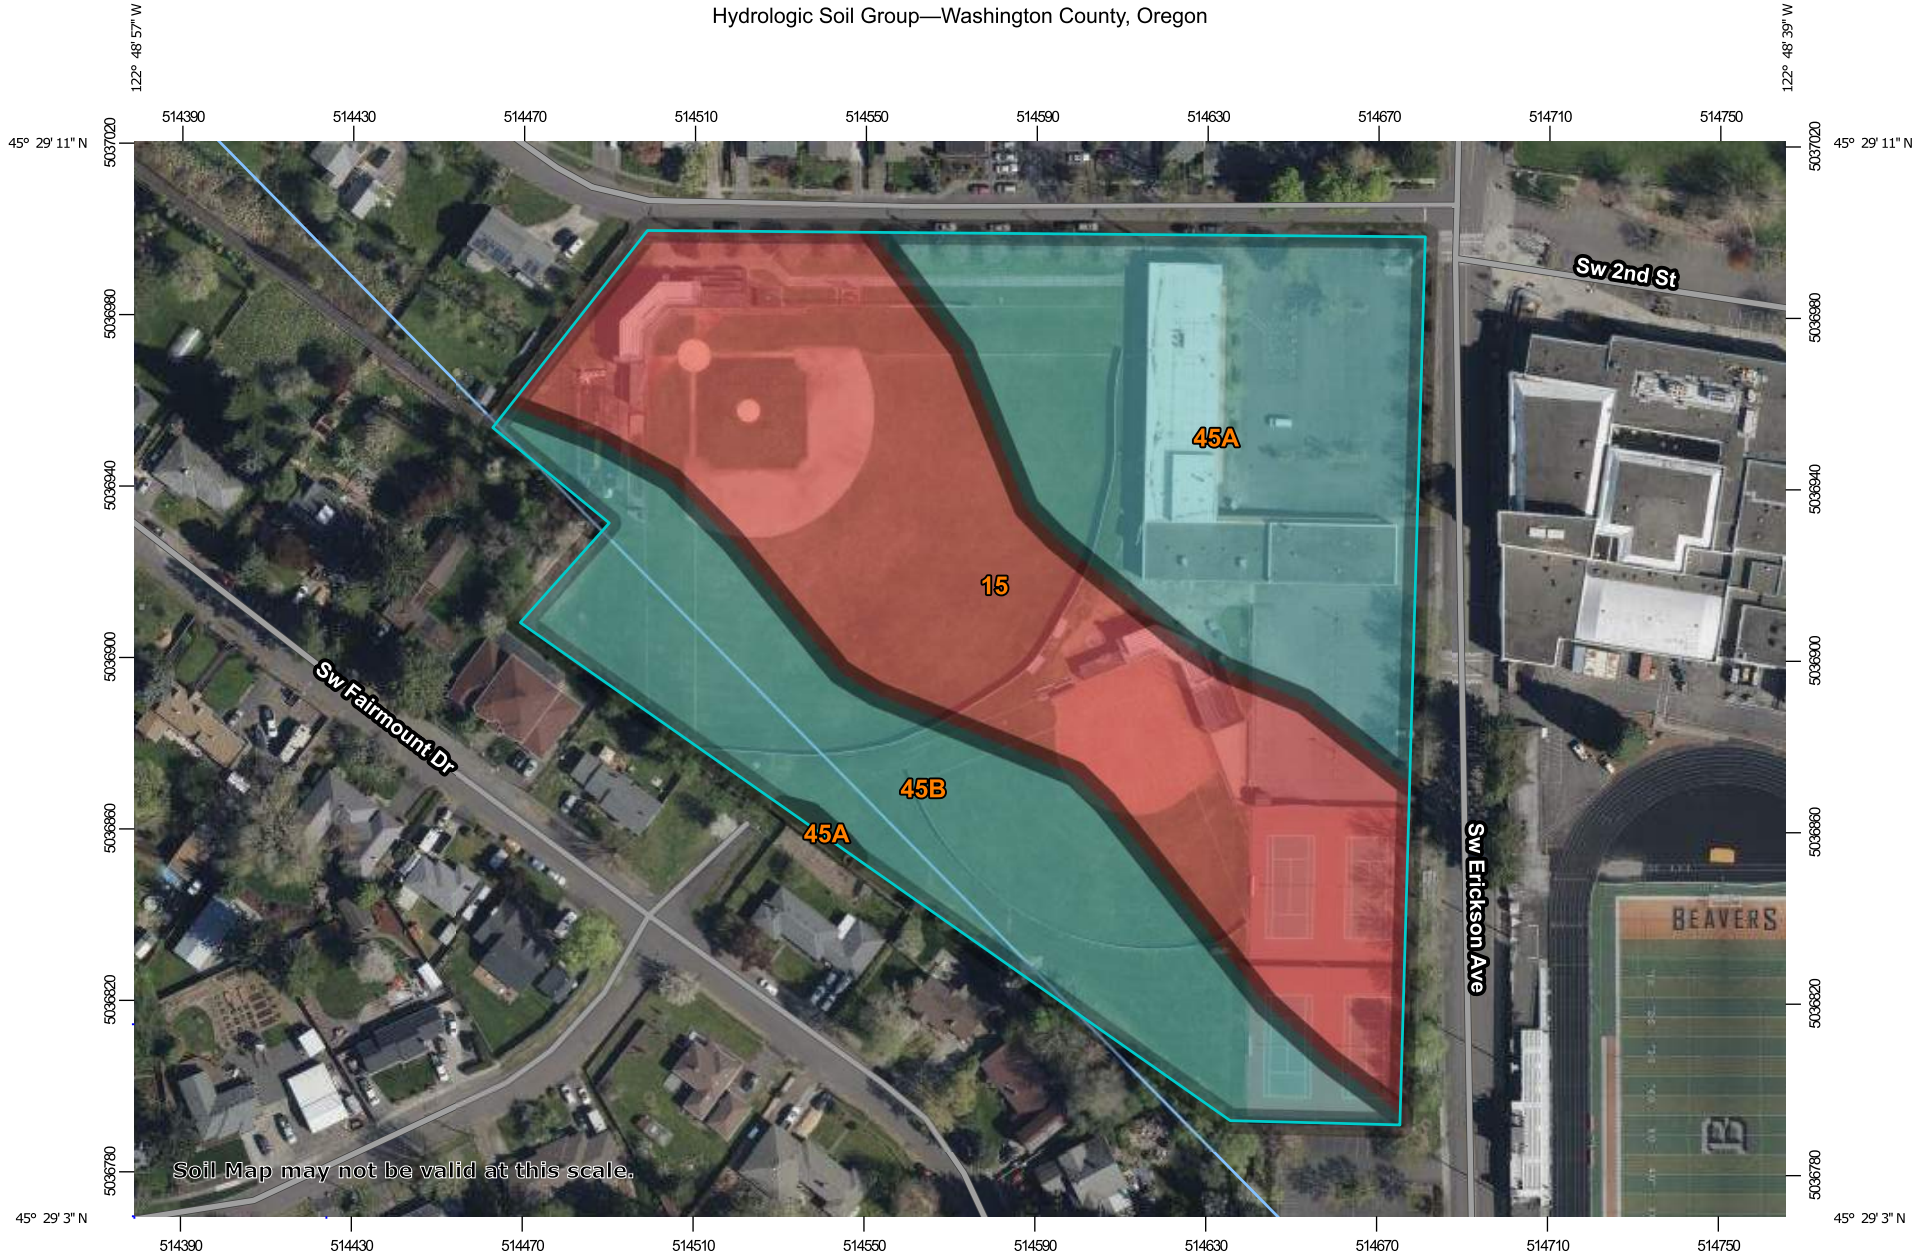 Hydrologic Soil Group—Washington County, Oregon
122° 48' 57" W
122° 48' 39" W
514390 514430 514470 514510 514550 514590 514630 514670 514710 514750
45° 29' 11" N
45° 29' 11" N
5037020
5037020
Sw 2nd St
5036980
5036980
45A
5036940
5036940
15
5036900
5036900
Sw Fairmount Dr
45B
45A
5036860
5036860
Sw Erickson Ave
BEAVERS
5036820
5036820
B
Soil Map may not be valid at this scale.
5036780
5036780
45° 29' 3" N
45° 29' 3" N
514390 514430 514470 514510 514550 514590 514630 514670 514710 514750